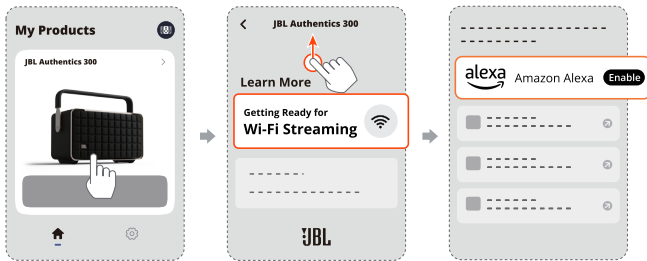 My Products
JBL Authentics 300
JBL
JBL Authentics 300
Learn More
Getting Ready for
Wi-Fi Streaming
JBL
alexa
Amazon Alexa
Enable